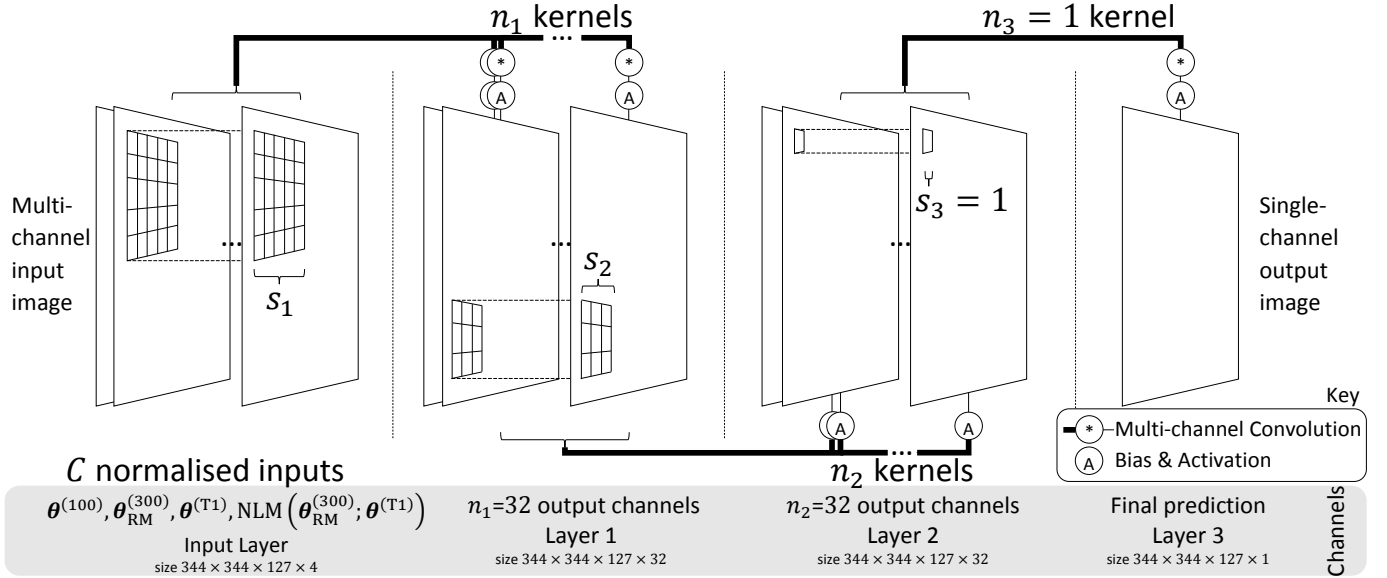 n₁ kernels
n₃ = 1 kernel
...
*
*
*
A
A
A
Multi-
channel
input
image
...
s₁
s₂
...
s₃ = 1
Single-
channel
output
image
A
A
Key
* Multi-channel Convolution
A Bias & Activation
...
C normalised inputs
n₂ kernels
θ^(100), θ_RM^(300), θ^(T1), NLM(θ_RM^(300); θ^(T1))
Input Layer
size 344 × 344 × 127 × 4
n₁=32 output channels
Layer 1
size 344 × 344 × 127 × 32
n₂=32 output channels
Layer 2
size 344 × 344 × 127 × 32
Final prediction
Layer 3
size 344 × 344 × 127 × 1
Channels